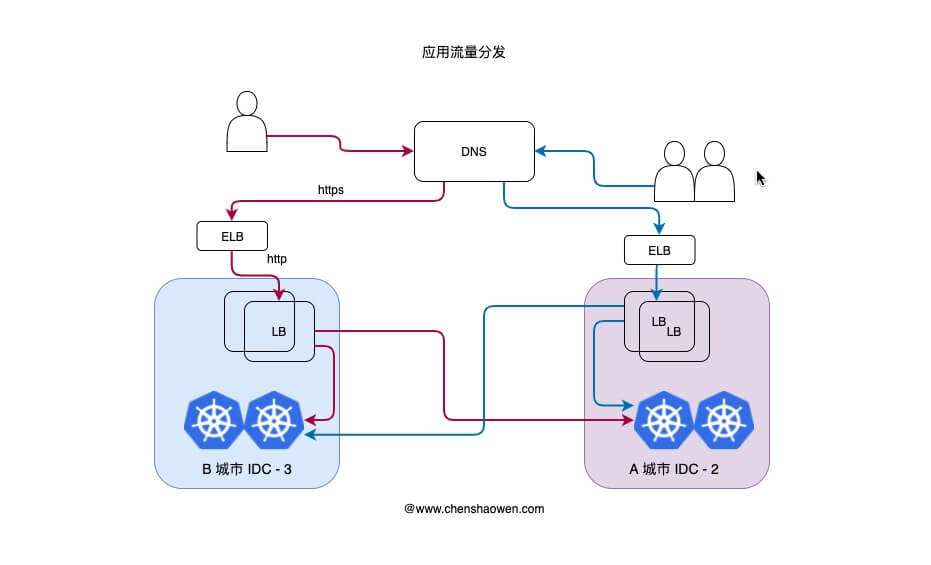 应用流量分发
DNS
https
ELB
ELB
http
LB
LB
LB
B 城市 IDC - 3
A 城市 IDC - 2
@www.chenshaowen.com